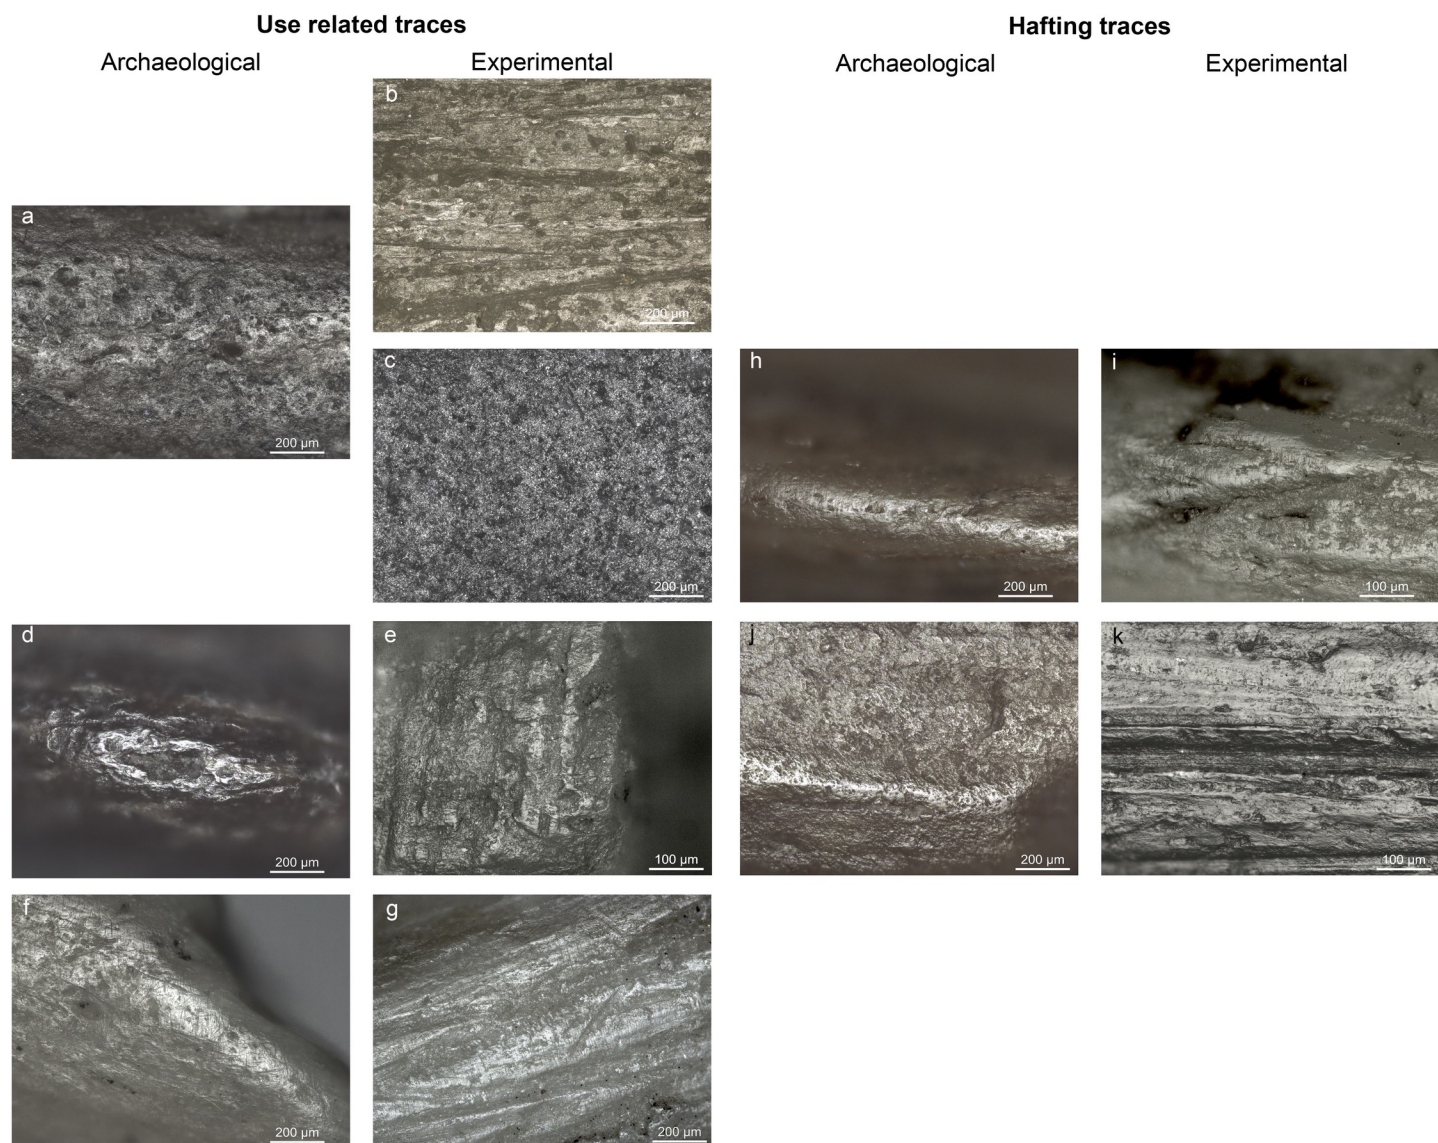 Use related traces
Hafting traces
Archaeological
Experimental
Archaeological
Experimental
b
200 µm
a
200 µm
c
200 µm
h
200 µm
i
100 µm
d
200 µm
e
100 µm
j
200 µm
k
100 µm
f
200 µm
g
200 µm